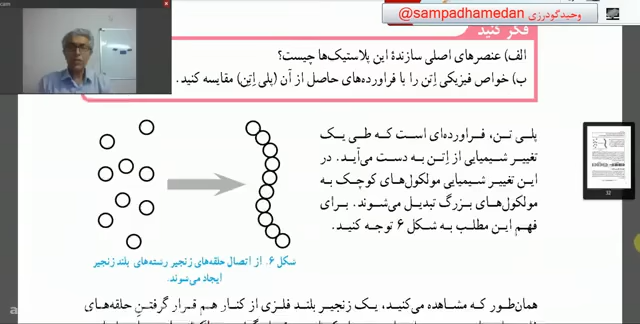 وحیدگودرزی @sampadhamedan
فکر کنید
الف) عنصرهای اصلی سازندهٔ این پلاستیک‌ها چیست؟
ب) خواص فیزیکی اِتن را با فراورده‌های حاصل از آن (پلی اِتِن) مقایسه کنید.
پلی تن، فراورده‌ای است که طی یک
تغییر شیمیایی از اِتن به دست می‌آید. در
این تغییر شیمیایی مولکول‌های کوچک به
مولکول‌های بزرگ تبدیل می‌شوند. برای
فهم این مطلب به شکل ۶ توجه کنید.
شکل ۶. از اتصال حلقه‌های زنجیر رشته‌های بلند زنجیر
ایجاد می‌شوند.
همان‌طور که مشاهده می‌کنید، یک زنجیر بلند فلزی از کنار هم قرار گرفتنِ حلقه‌های
32